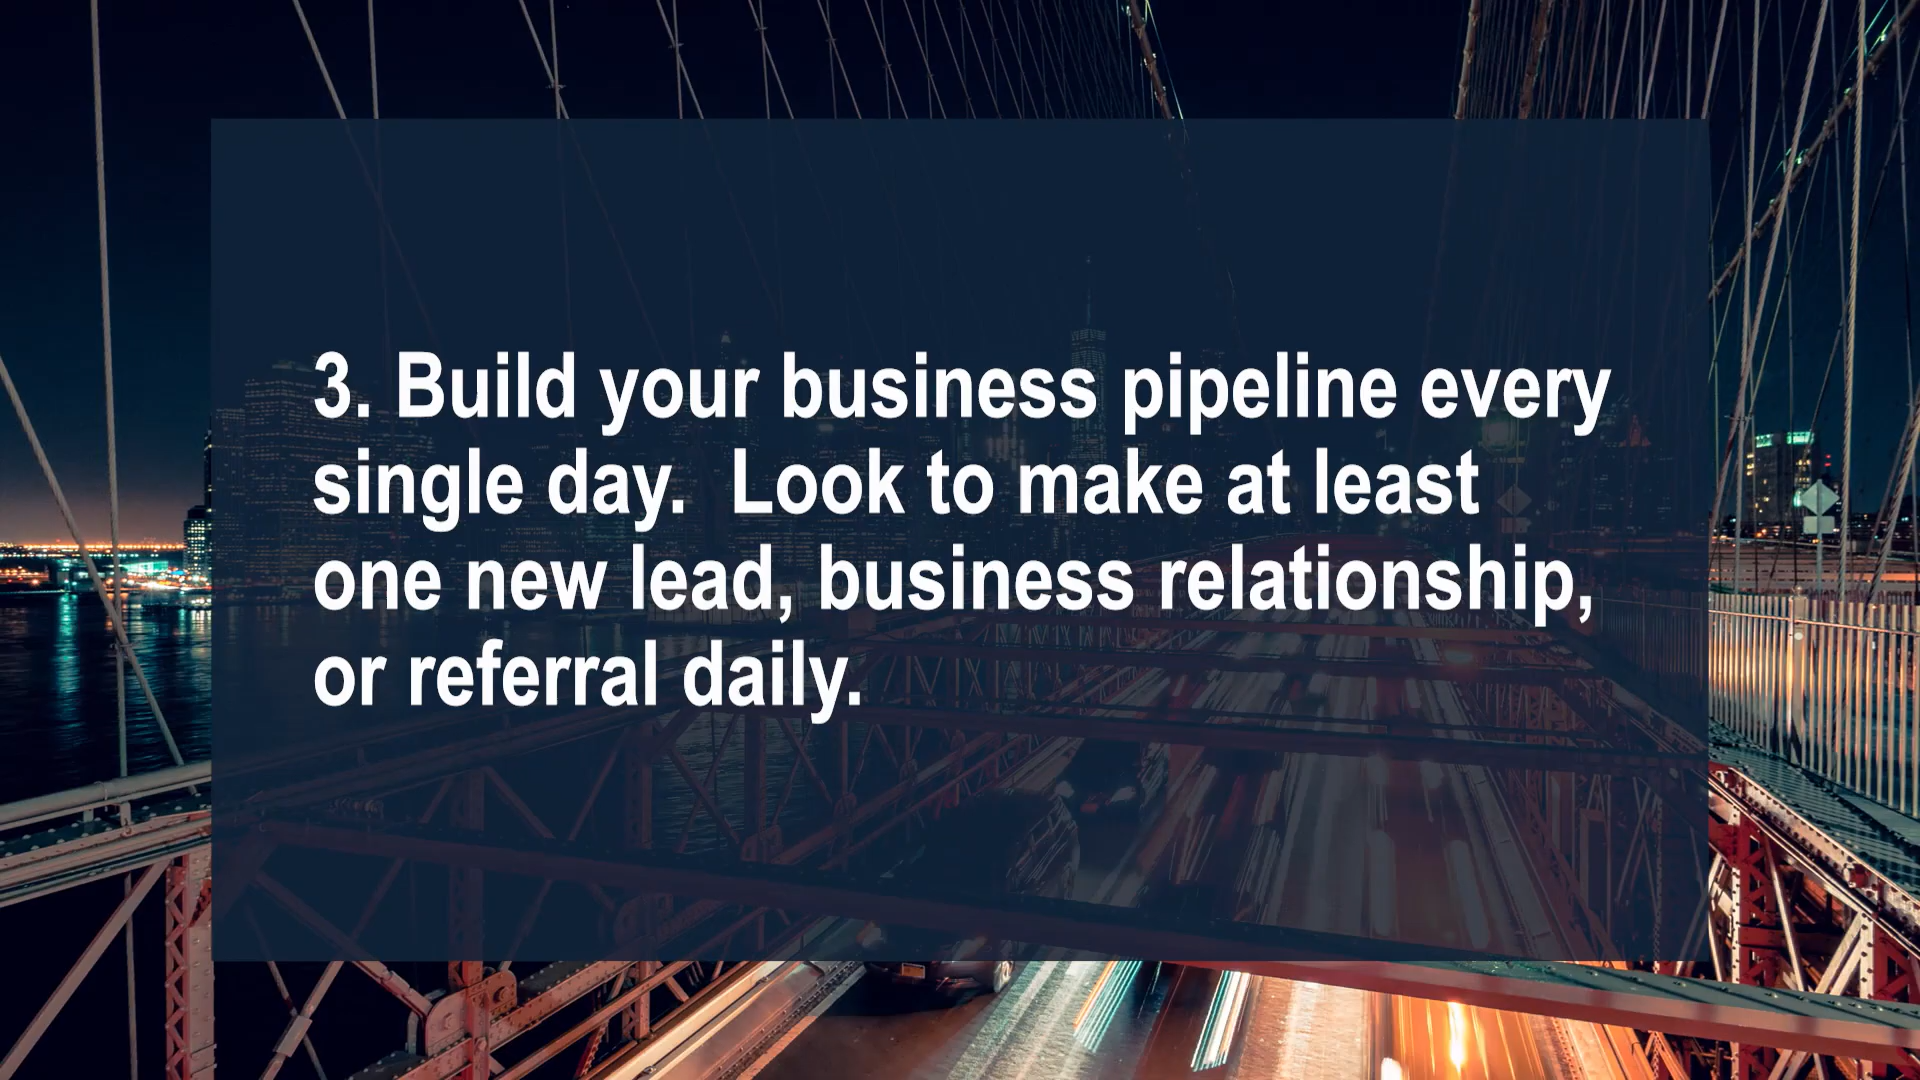 3. Build your business pipeline every
single day.  Look to make at least
one new lead, business relationship,
or referral daily.